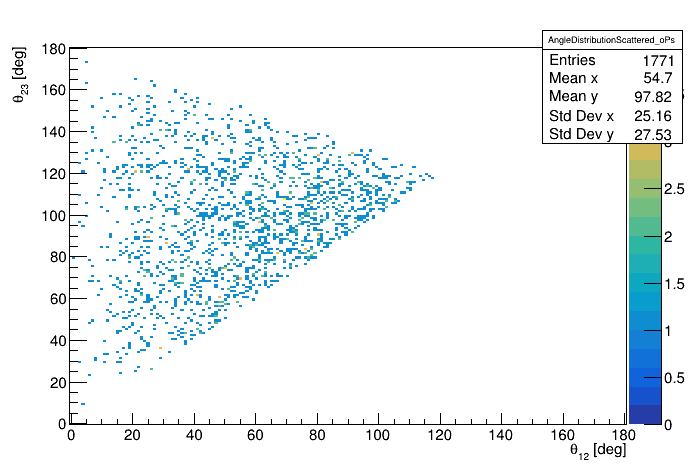 AngleDistributionScattered_oPs
Entries 1771
Mean x 54.7
Mean y 97.82
Std Dev x 25.16
Std Dev y 27.53
θ23 [deg]
180
160
140
120
100
80
60
40
20
0
0 20 40 60 80 100 120 140 160 180
θ12 [deg]
2.5
2
1.5
1
0.5
0